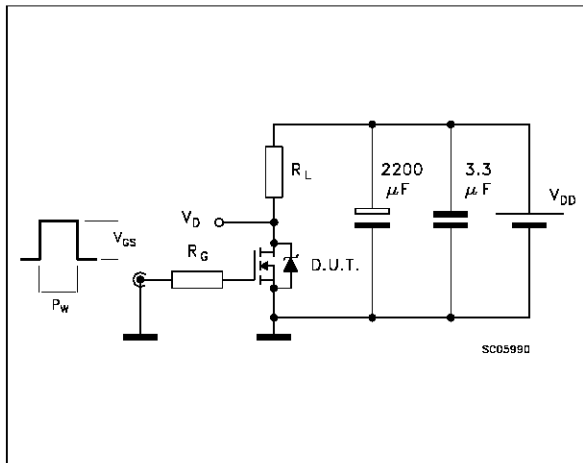 2200
μF
3.3
μF
R_L
V_DD
V_D
V_GS
R_G
D.U.T.
P_W
SC05990